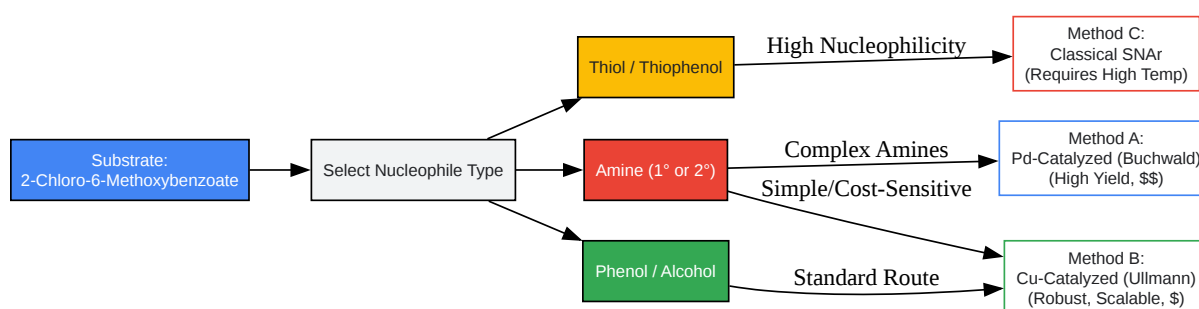 Substrate:
2-Chloro-6-Methoxybenzoate
Select Nucleophile Type
Thiol / Thiophenol
Amine (1° or 2°)
Phenol / Alcohol
High Nucleophilicity
Complex Amines
Simple/Cost-Sensitive
Standard Route
Method C:
Classical SNAr
(Requires High Temp)
Method A:
Pd-Catalyzed (Buchwald)
(High Yield, $$)
Method B:
Cu-Catalyzed (Ullmann)
(Robust, Scalable, $)